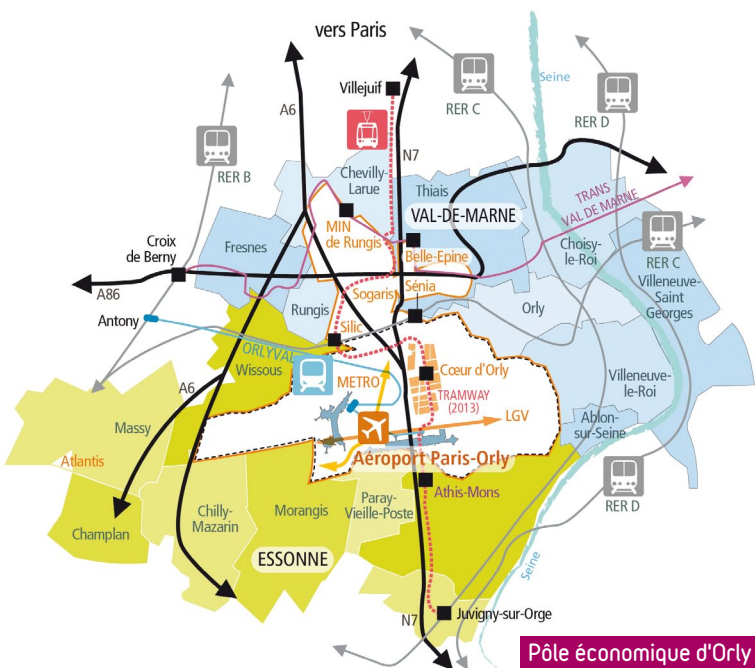 vers Paris
Villejuif
A6
N7
RER B
RER C
Seine
RER D
Chevilly-
Larue
Thiais
VAL-DE-MARNE
TRANS
VAL DE MARNE
MIN
de Rungis
Belle-Epine
Croix
de Berny
Fresnes
Choisy-
le-Roi
RER C
A86
Rungis
Sogaris
Sénia
Orly
Villeneuve-
Saint
Georges
Antony
Silic
ORLYVAL
Wissous
METRO
Cœur d'Orly
TRAMWAY
(2013)
LGV
Villeneuve-
le-Roi
A6
Massy
Atlantis
Ablon-
sur-Seine
Aéroport Paris-Orly
Athis-Mons
RER D
Champlan
Chilly-
Mazarin
Morangis
Paray-
Vieille-Poste
ESSONNE
Seine
N7
Juvigny-sur-Orge
Pôle économique d'Orly